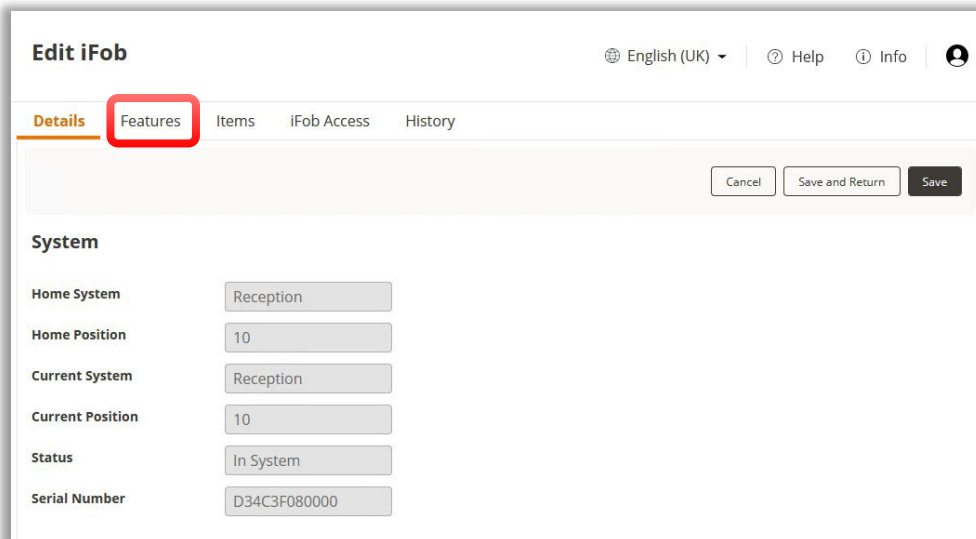 Edit iFob
English (UK) Help Info
Details Features Items iFob Access History
Cancel Save and Return Save
System
Home System Reception
Home Position 10
Current System Reception
Current Position 10
Status In System
Serial Number D34C3F080000